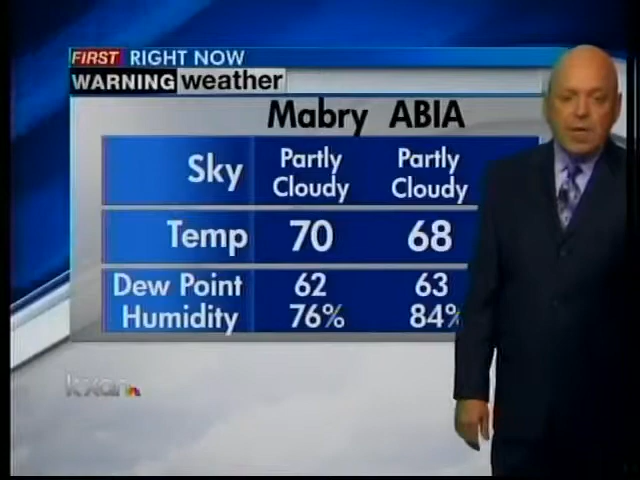 FIRST RIGHT NOW
WARNING weather
Mabry ABIA
Sky Partly Cloudy Partly Cloudy
Temp 70 68
Dew Point 62 63
Humidity 76% 84%
kxan